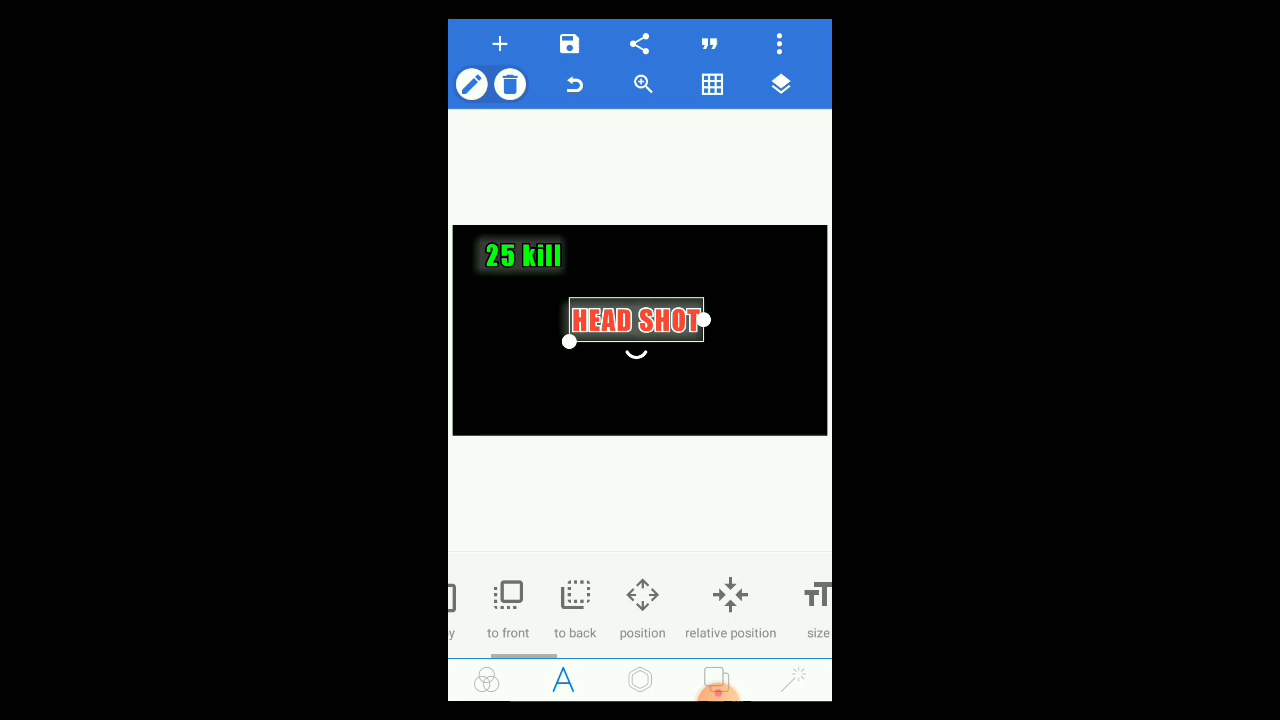 25 kill
HEAD SHOT
to front
to back
position
relative position
size